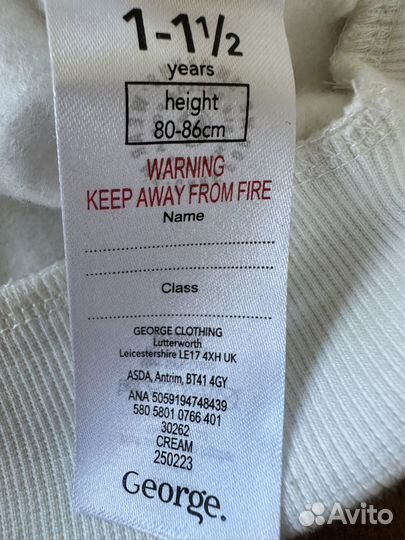 1-1½
years
height
80-86cm
WARNING
KEEP AWAY FROM FIRE
Name
Class
GEORGE CLOTHING
Lutterworth
Leicestershire LE17 4XH UK
ASDA, Antrim, BT41 4GY
ANA 5059194748439
580 5801 0766 401
30262
CREAM
250223
George.
Avito